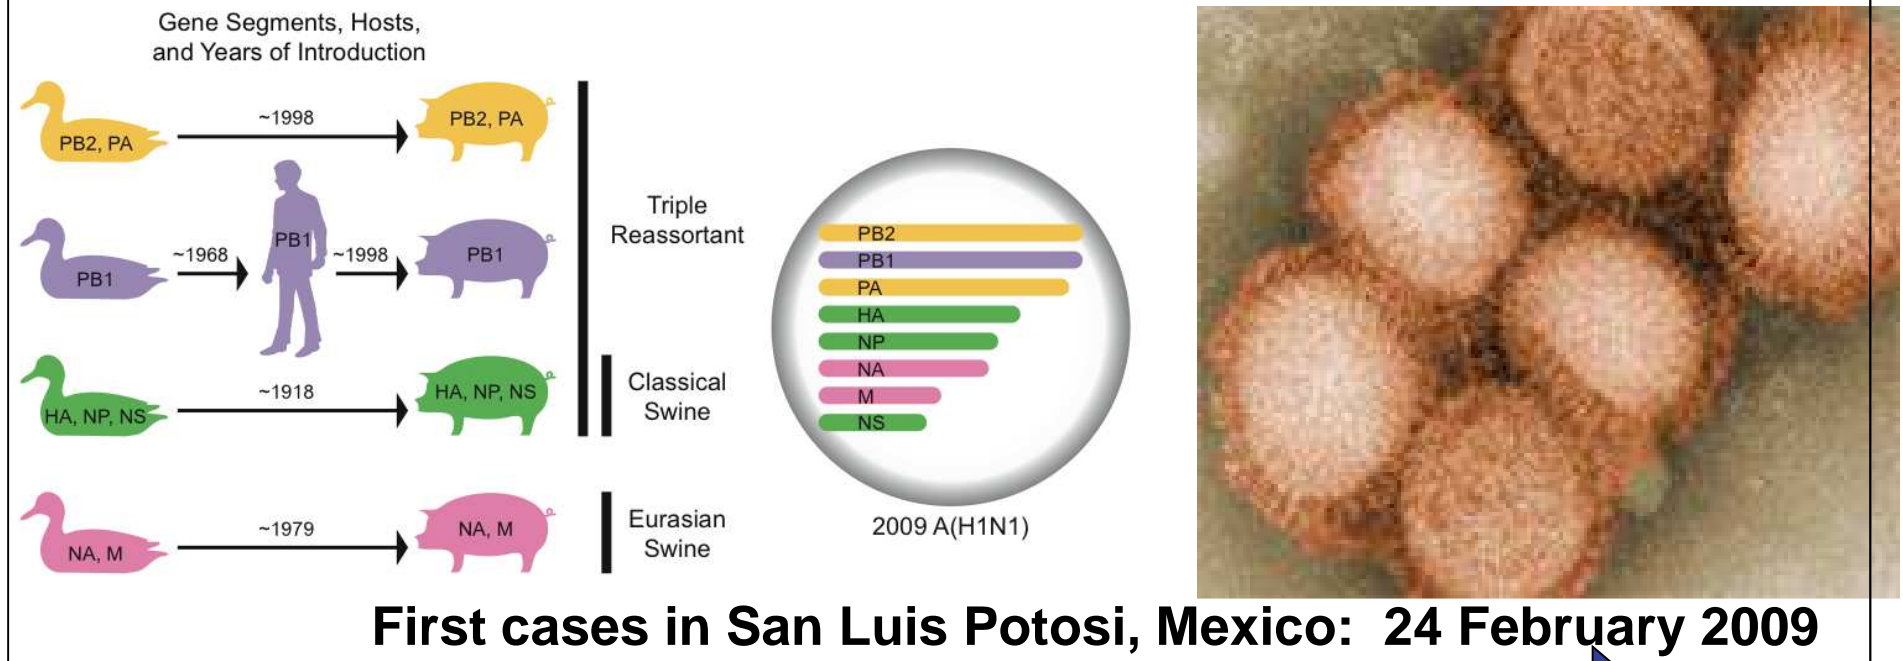 Gene Segments, Hosts,
and Years of Introduction
PB2, PA
~1998
PB2, PA
PB1
~1968
PB1
~1998
PB1
HA, NP, NS
~1918
HA, NP, NS
NA, M
~1979
NA, M
Triple
Reassortant
Classical
Swine
Eurasian
Swine
PB2
PB1
PA
HA
NP
NA
M
NS
2009 A(H1N1)
First cases in San Luis Potosi, Mexico: 24 February 2009